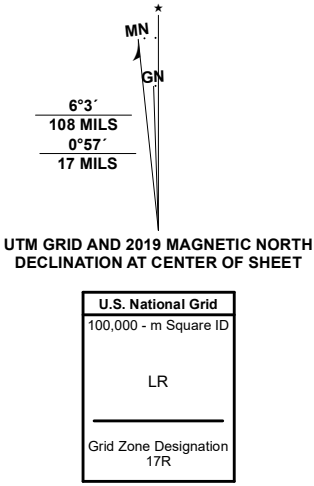 ★
MN
GN
6°3´
108 MILS
0°57´
17 MILS
UTM GRID AND 2019 MAGNETIC NORTH
DECLINATION AT CENTER OF SHEET
U.S. National Grid
100,000 - m Square ID
LR
Grid Zone Designation
17R